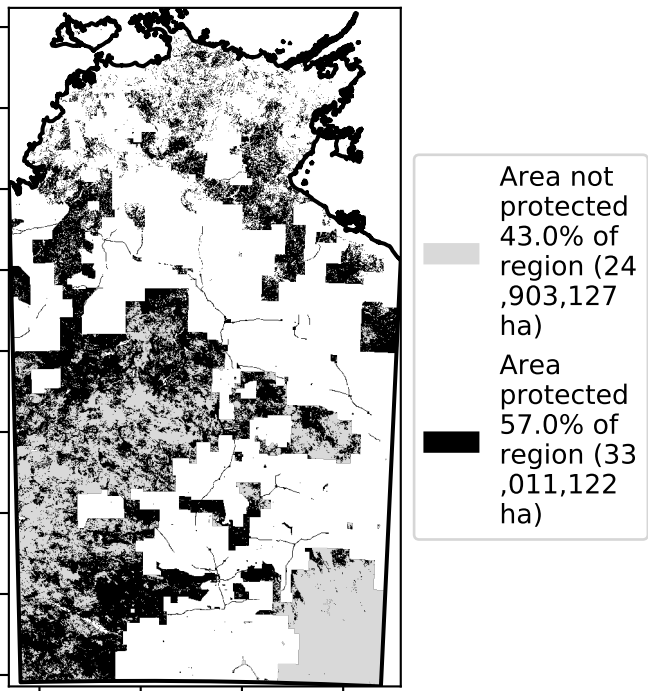 Area not
protected
43.0% of
region (24
,903,127
ha)
Area
protected
57.0% of
region (33
,011,122
ha)